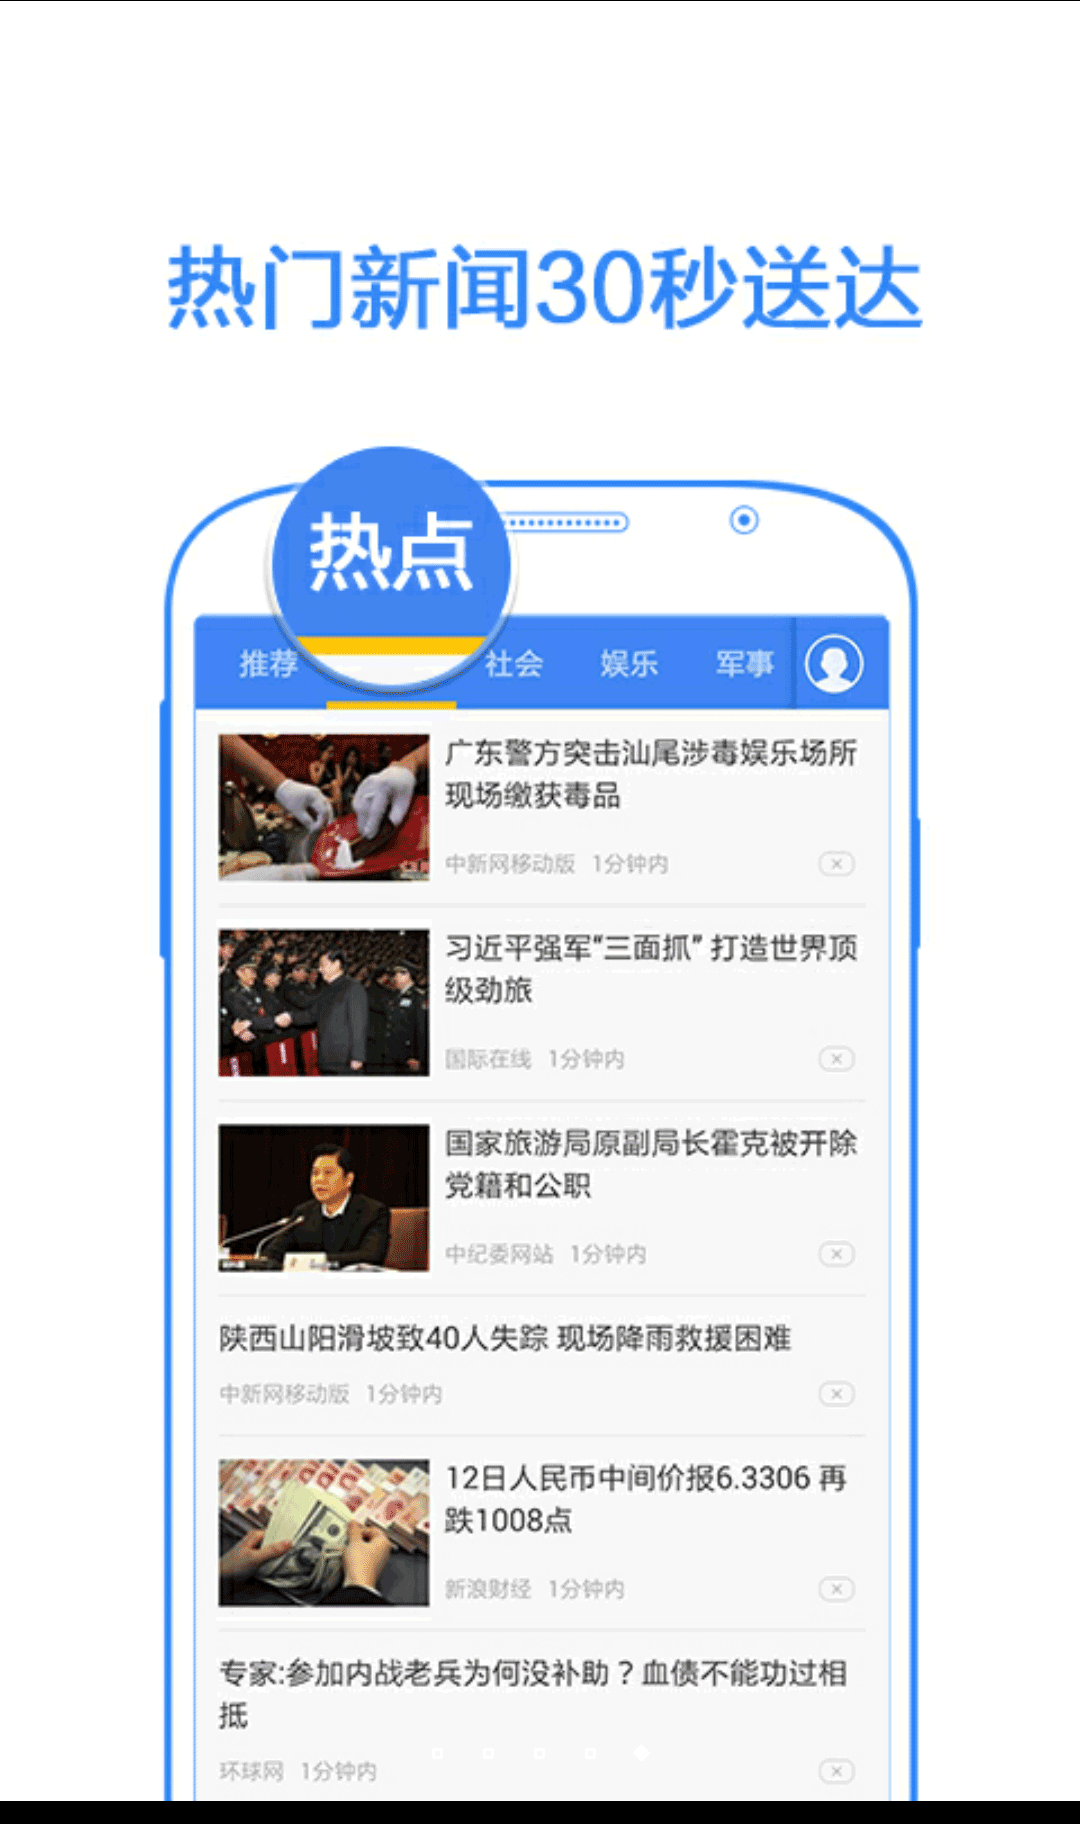 热门新闻30秒送达
热点
推荐 社会 娱乐 军事
广东警方突击汕尾涉毒娱乐场所
现场缴获毒品
中新网移动版 1分钟内
习近平强军“三面抓” 打造世界顶
级劲旅
国际在线 1分钟内
国家旅游局原副局长霍克被开除
党籍和公职
中纪委网站 1分钟内
陕西山阳滑坡致40人失踪 现场降雨救援困难
中新网移动版 1分钟内
12日人民币中间价报6.3306 再
跌1008点
新浪财经 1分钟内
专家:参加内战老兵为何没补助？血债不能功过相
抵
环球网 1分钟内